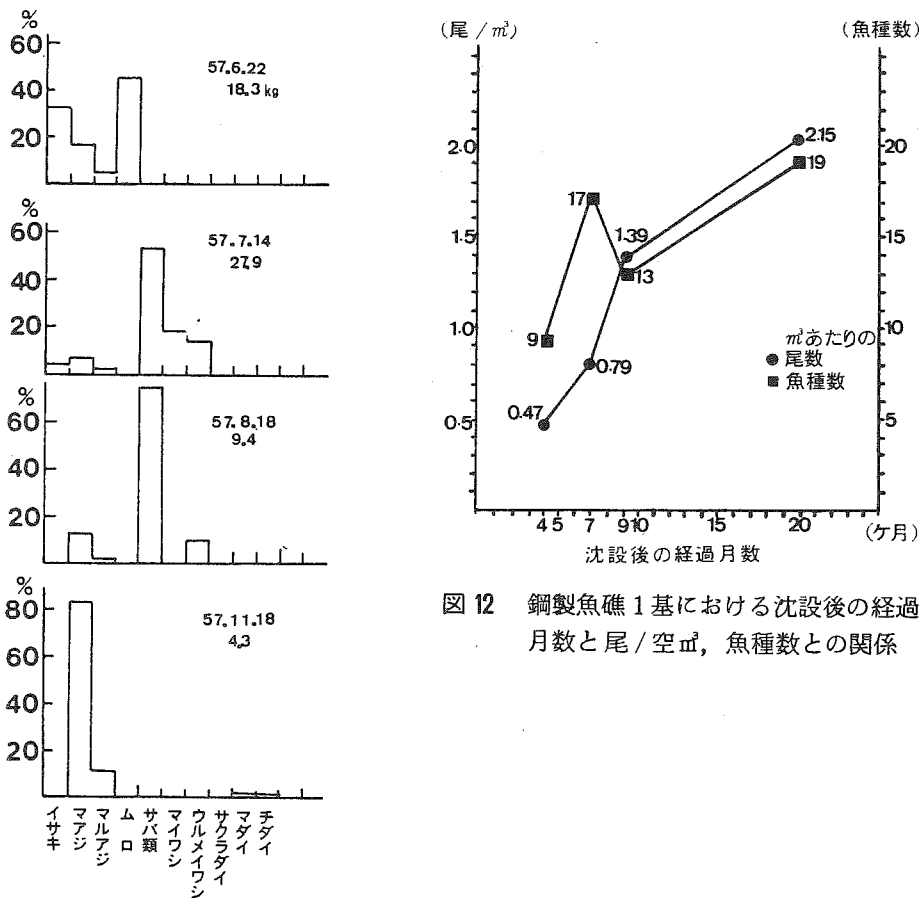 %
60
40
20
57.6.22
18.3 kg
%
60
40
20
57.7.14
27.9
60
40
20
57.8.18
9.4
%
80
60
40
20
57.11.18
4.3
イサキ
マアジ
マルアジ
ムロ
サバ類
マイワシ
ウルメイワシ
サクラダイ
マダイ
チダイ
(尾/㎥)
(魚種数)
2.0
1.5
1.0
0.5
20
15
10
5
2.15
19
17
1.39
13
9
0.79
0.47
㎥あたりの
● 尾数
■ 魚種数
4 5 7 9 10 15 20 (ケ月)
沈設後の経過月数
図 12 鋼製魚礁1基における沈設後の経過
月数と尾/空㎥,魚種数との関係